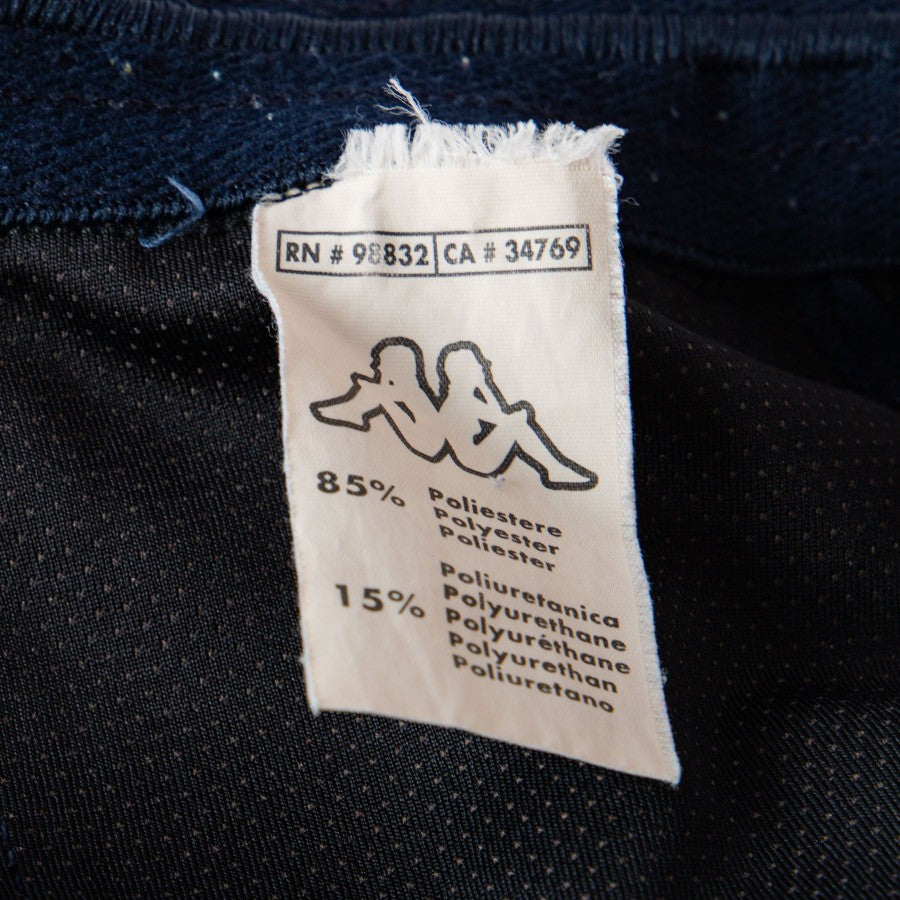 RN # 98832 CA # 34769
85% Poliestere
Polyester
Poliester
15% Poliuretanica
Polyurethane
Polyuréthane
Polyurethan
Poliuretano